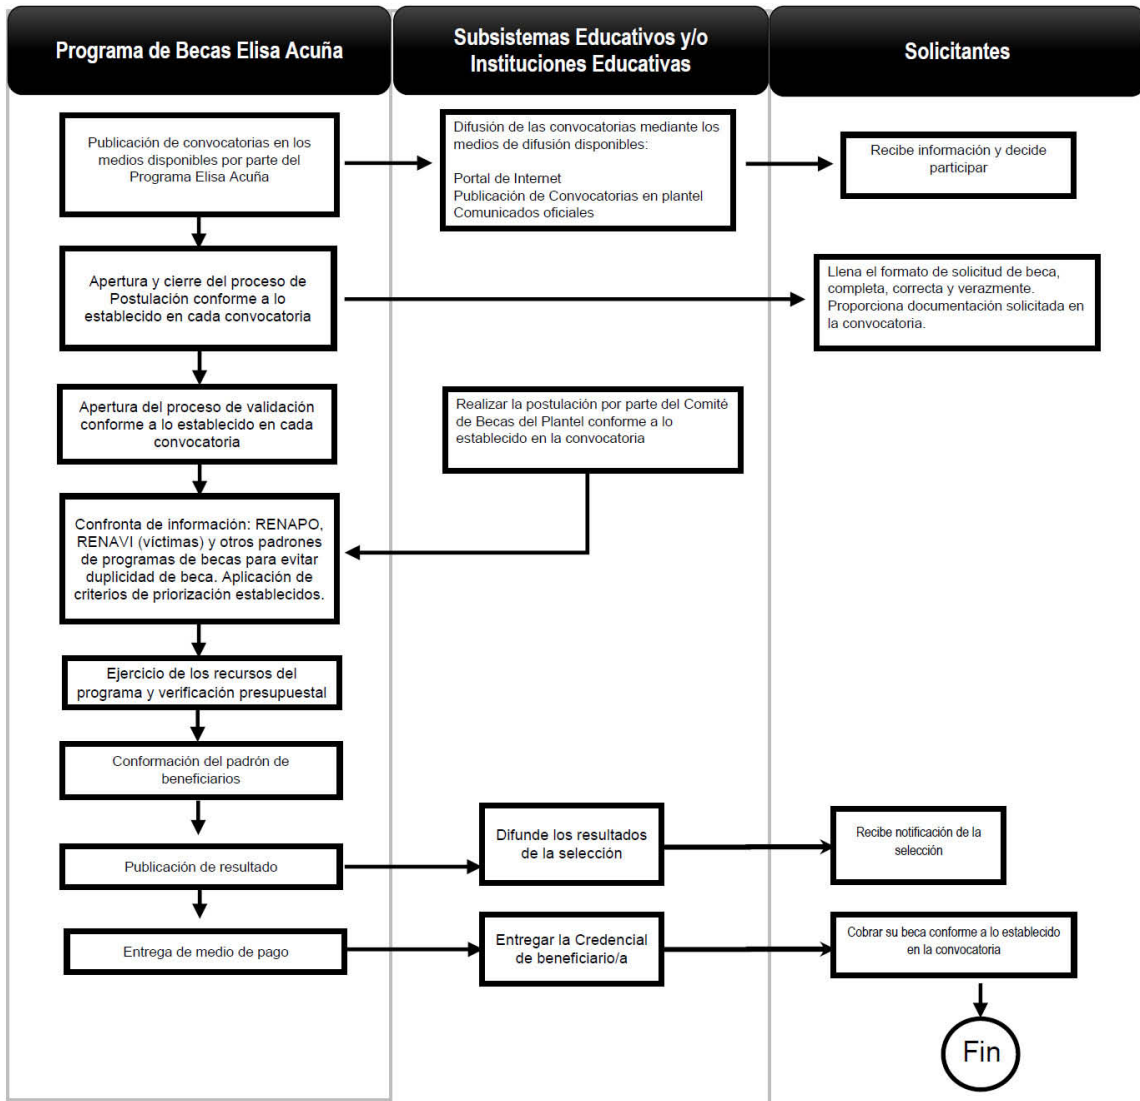 Programa de Becas Elisa Acuña
Subsistemas Educativos y/o
Instituciones Educativas
Solicitantes
Publicación de convocatorias en los
medios disponibles por parte del
Programa Elisa Acuña
Difusión de las convocatorias mediante los
medios de difusión disponibles:
Portal de Internet
Publicación de Convocatorias en plantel
Comunicados oficiales
Recibe información y decide
participar
Apertura y cierre del proceso de
Postulación conforme a lo
establecido en cada convocatoria
Llena el formato de solicitud de beca,
completa, correcta y verazmente.
Proporciona documentación solicitada en
la convocatoria.
Apertura del proceso de validación
conforme a lo establecido en cada
convocatoria
Realizar la postulación por parte del Comité
de Becas del Plantel conforme a lo
establecido en la convocatoria
Confronta de información: RENAPO,
RENAVI (víctimas) y otros padrones
de programas de becas para evitar
duplicidad de beca. Aplicación de
criterios de priorización establecidos.
Ejercicio de los recursos del
programa y verificación presupuestal
Conformación del padrón de
beneficiarios
Publicación de resultado
Difunde los resultados
de la selección
Recibe notificación de la
selección
Entrega de medio de pago
Entregar la Credencial
de beneficiario/a
Cobrar su beca conforme a lo establecido
en la convocatoria
Fin